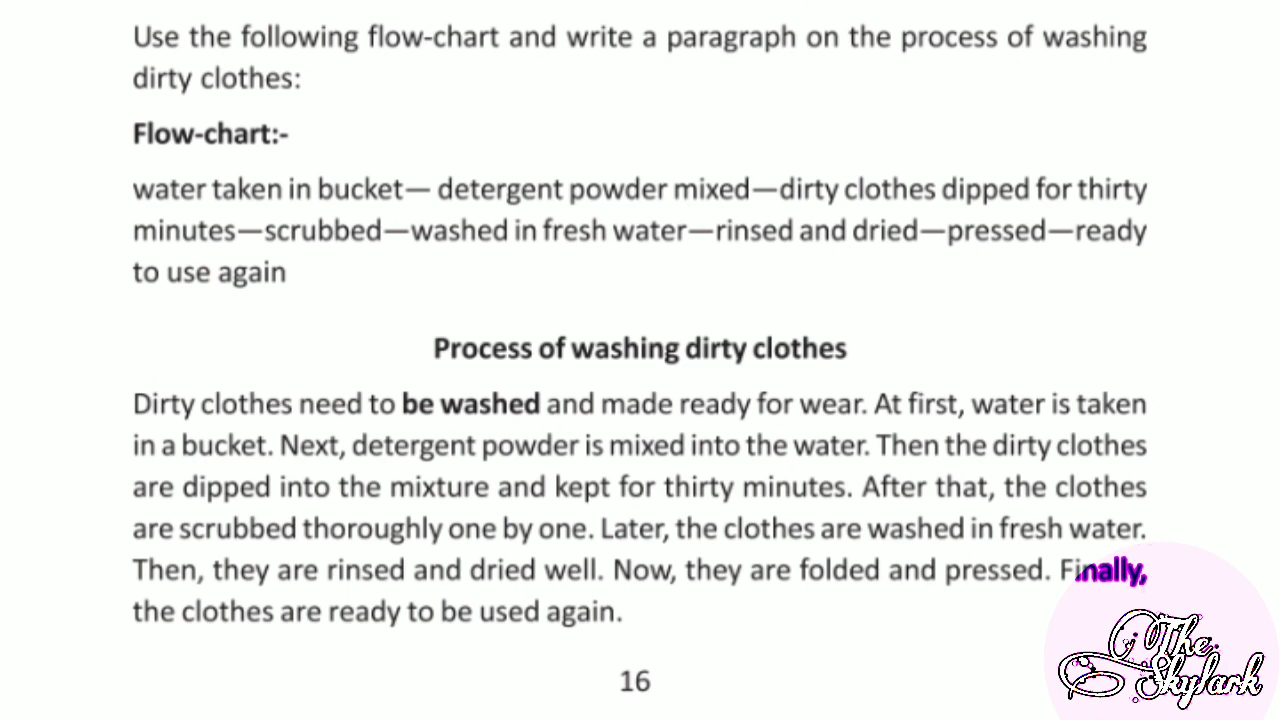 Use the following flow-chart and write a paragraph on the process of washing
dirty clothes:
Flow-chart:-
water taken in bucket— detergent powder mixed—dirty clothes dipped for thirty
minutes—scrubbed—washed in fresh water—rinsed and dried—pressed—ready
to use again
Process of washing dirty clothes
Dirty clothes need to be washed and made ready for wear. At first, water is taken
in a bucket. Next, detergent powder is mixed into the water. Then the dirty clothes
are dipped into the mixture and kept for thirty minutes. After that, the clothes
are scrubbed thoroughly one by one. Later, the clothes are washed in fresh water.
Then, they are rinsed and dried well. Now, they are folded and pressed. Finally,
the clothes are ready to be used again.
16
The
Skylark